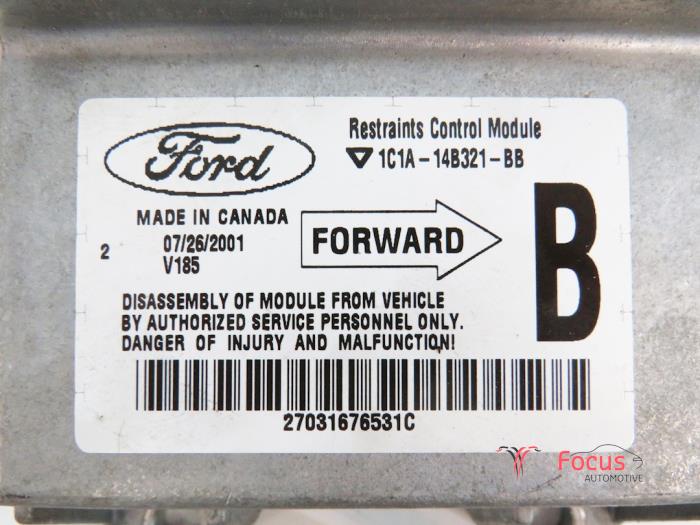 Ford
Restraints Control Module
1C1A-14B321-BB
MADE IN CANADA
2
07/26/2001
V185
FORWARD
B
DISASSEMBLY OF MODULE FROM VEHICLE
BY AUTHORIZED SERVICE PERSONNEL ONLY.
DANGER OF INJURY AND MALFUNCTION!
27031676531C
Focus
AUTOMOTIVE